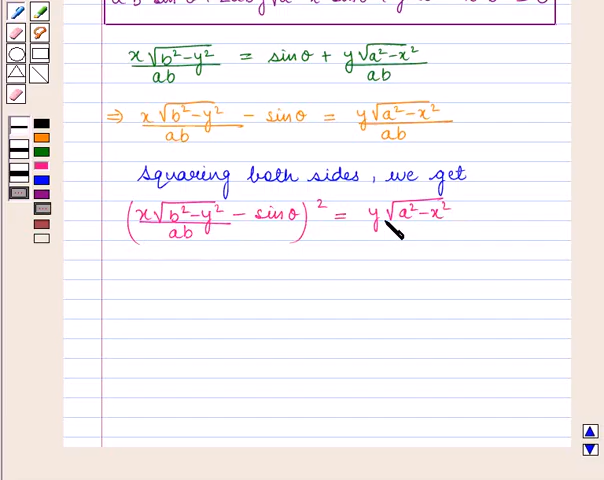 x√(b²-y²)/ab = sinθ + y√(a²-x²)/ab
⇒ x√(b²-y²)/ab - sinθ = y√(a²-x²)/ab
Squaring both sides, we get
(x√(b²-y²)/ab - sinθ)² = y√(a²-x²)